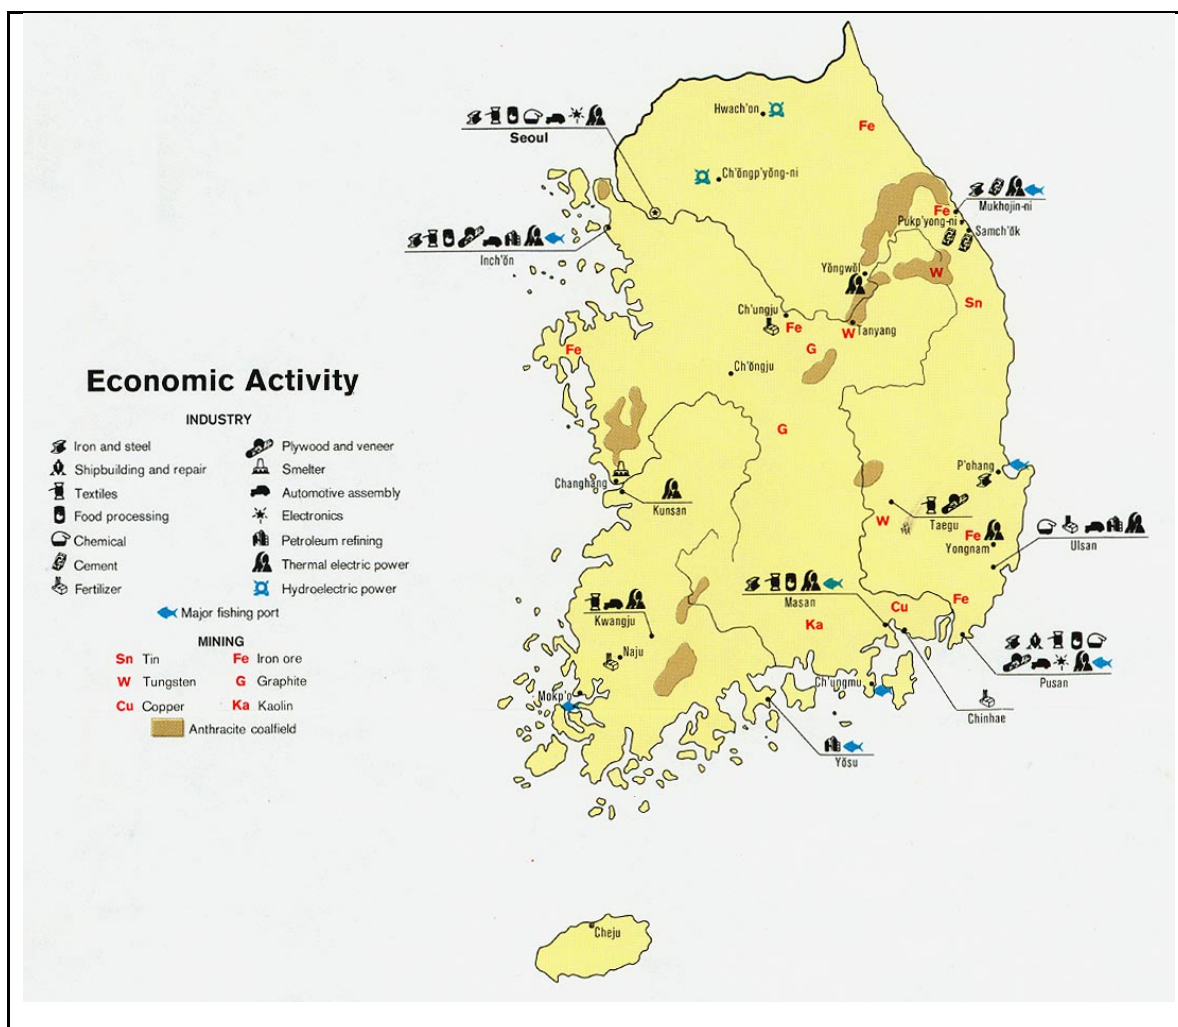 Hwach'on
Fe
Seoul
Ch'ŏngp'yŏng-ni
Mukhojin-ni
Fe
Pukp'yong-ni
Samch'ŏk
Inch'ŏn
Yŏngwŏl
W
Sn
Ch'ungju
Fe
W
Tanyang
Fe
G
Ch'ŏngju
Economic Activity
INDUSTRY
G
Iron and steel
Plywood and veneer
Shipbuilding and repair
Smelter
P'ohang
Textiles
Automotive assembly
Changhang
Kunsan
Food processing
Electronics
W
Taegu
Fe
Chemical
Petroleum refining
Yongnam
Ulsan
Cement
Thermal electric power
Fertilizer
Hydroelectric power
Masan
Cu
Fe
Major fishing port
Kwangju
Ka
MINING
Sn Tin
Fe Iron ore
Naju
W Tungsten
G Graphite
Ch'ungmu
Pusan
Mokp'o
Cu Copper
Ka Kaolin
Chinhae
Anthracite coalfield
Yŏsu
Cheju